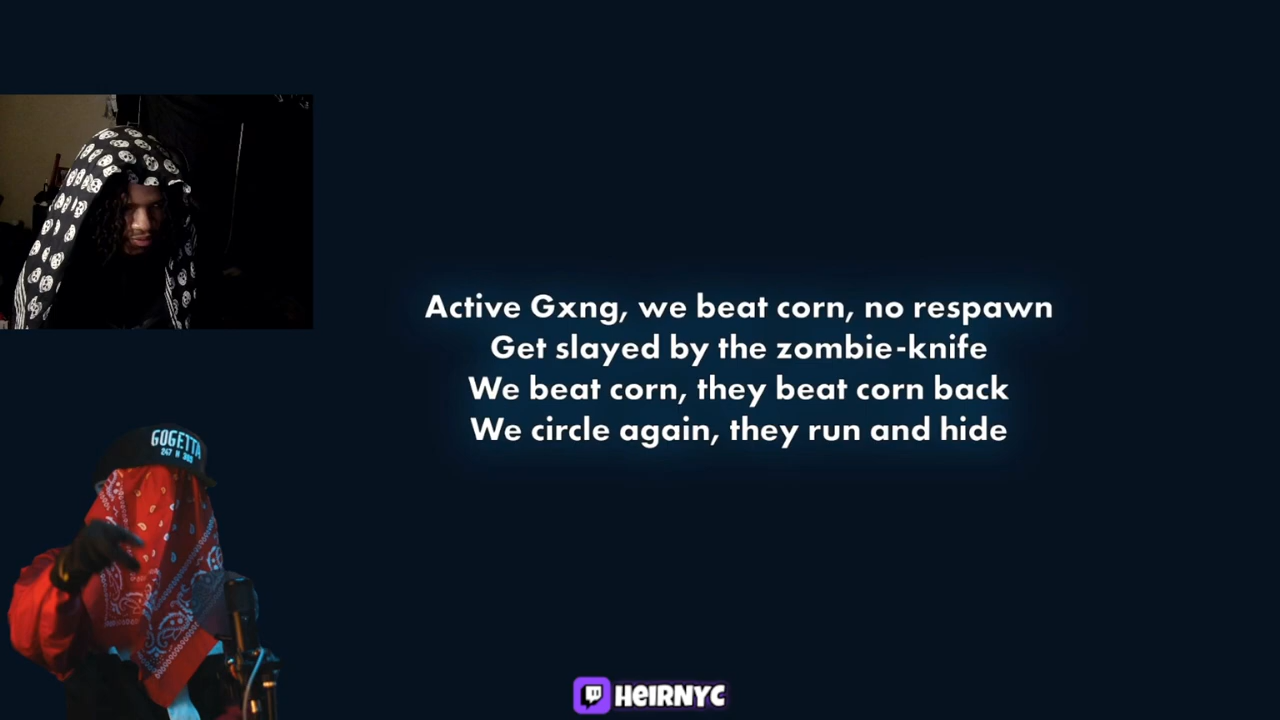 Active Gxng, we beat corn, no respawn
Get slayed by the zombie-knife
We beat corn, they beat corn back
We circle again, they run and hide
GOGETTA
HEIRNYC